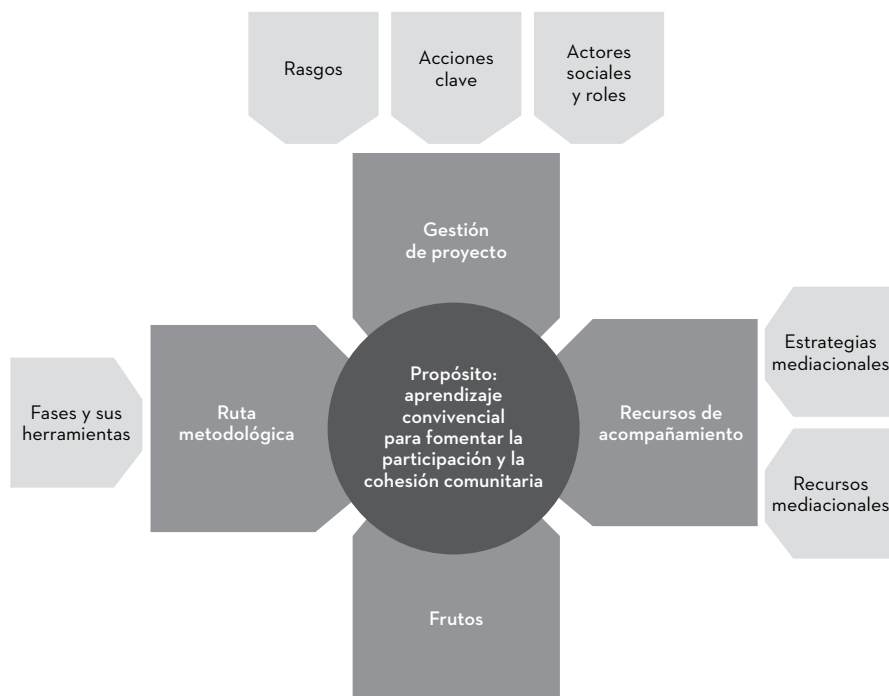 Rasgos
Acciones
clave
Actores
sociales
y roles
Gestión
de proyecto
Fases y sus
herramientas
Ruta
metodológica
Propósito:
aprendizaje
convivencial
para fomentar la
participación y la
cohesión comunitaria
Recursos de
acompañamiento
Estrategias
mediacionales
Recursos
mediacionales
Frutos